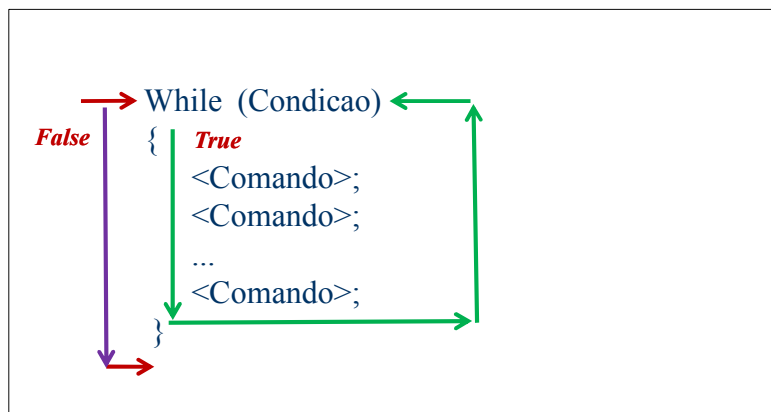 While (Condicao)
False
{ True
<Comando>;
<Comando>;
...
<Comando>;
}